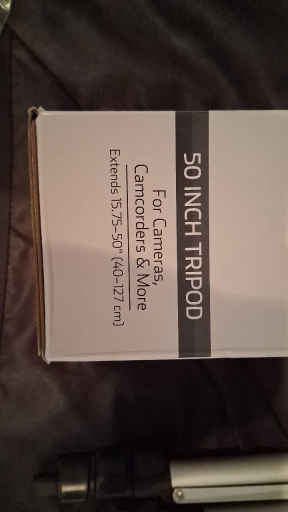 50 INCH TRIPOD
For Cameras,
Camcorders & More
Extends 15.75-50" (40-127 cm)